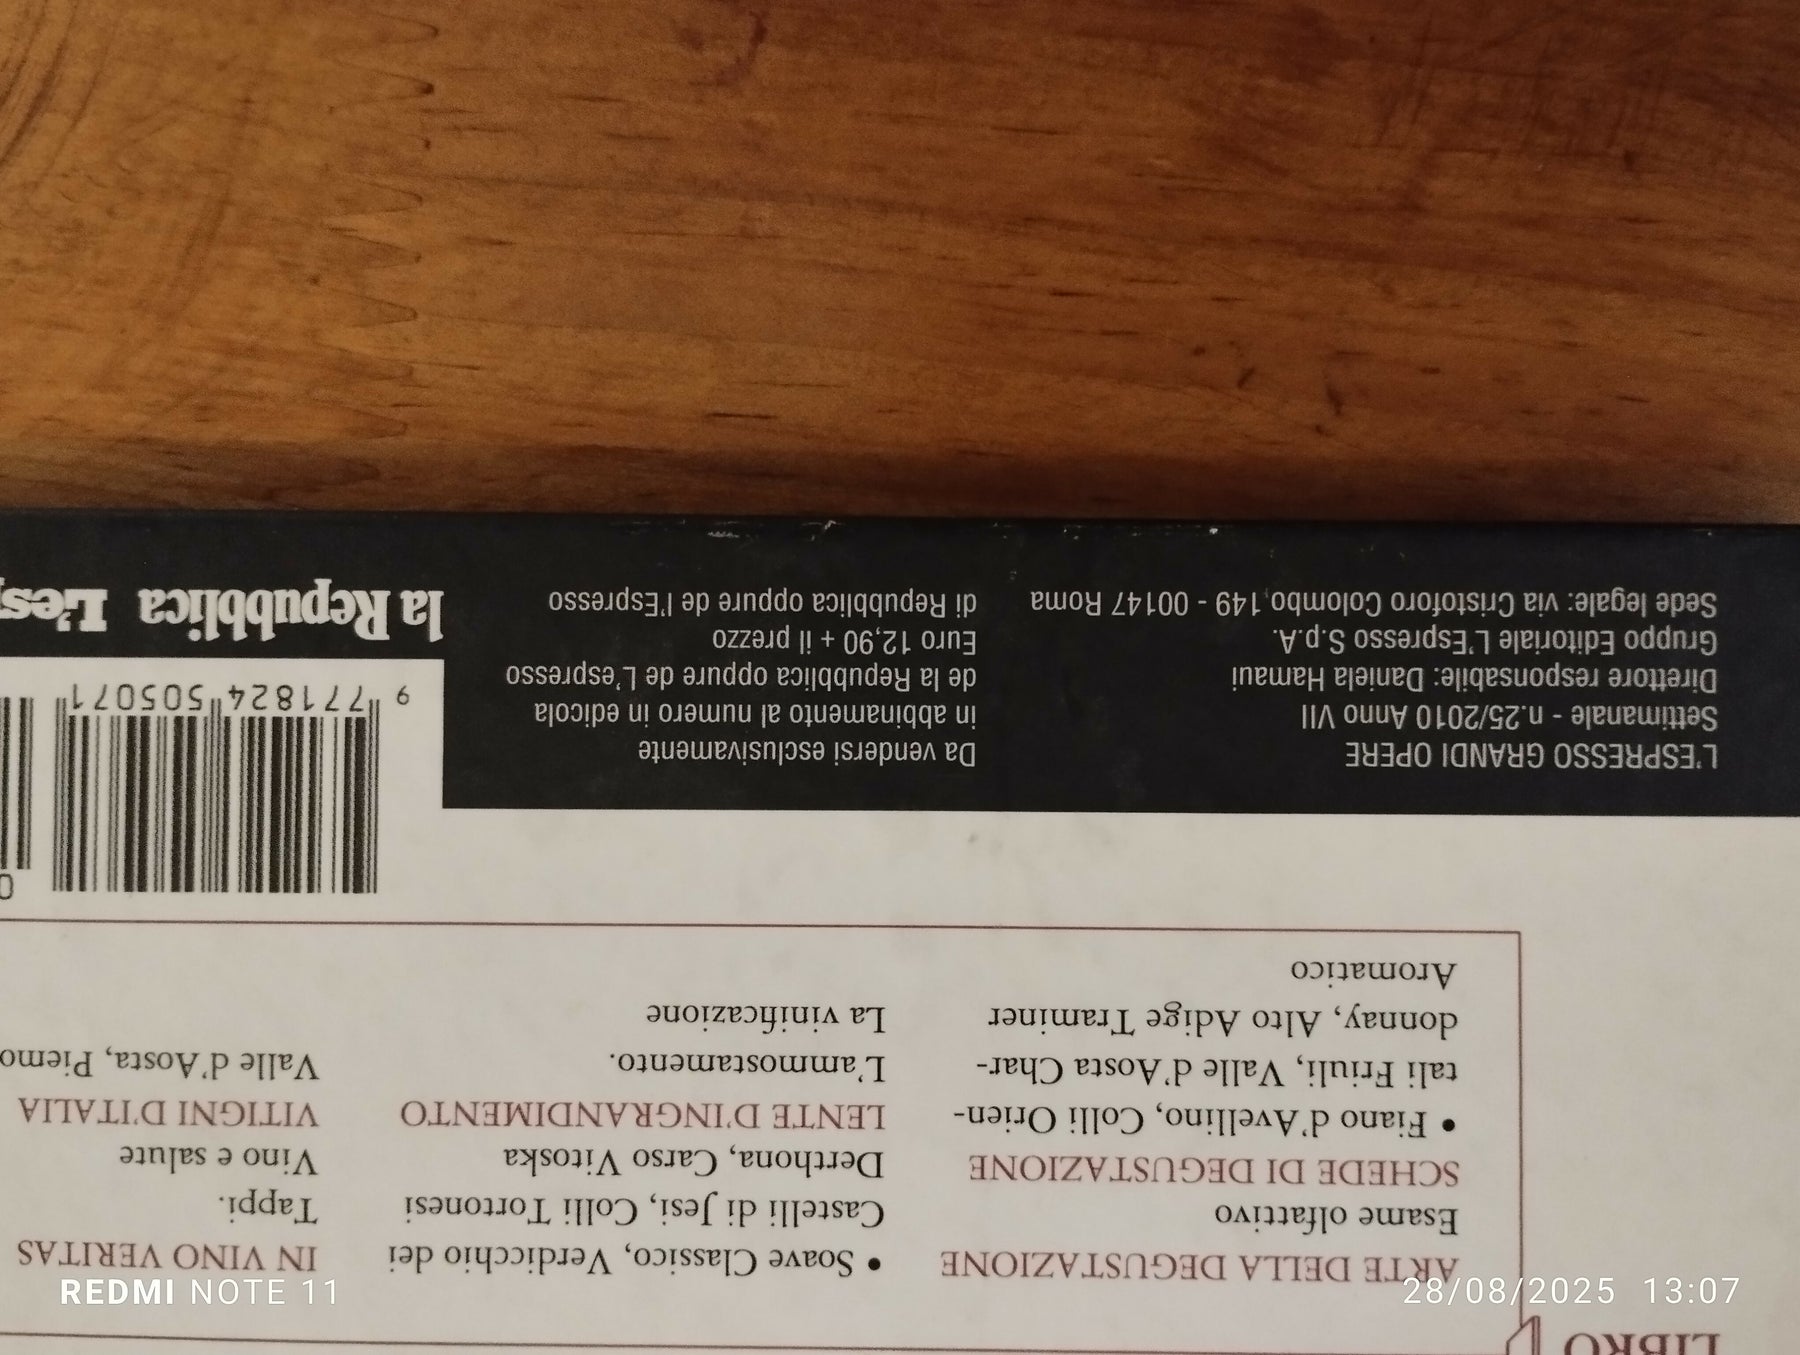 LIBRO
ARTE DELLA DEGUSTAZIONE
Esame olfattivo
SCHEDE DI DEGUSTAZIONE
• Fiano d'Avellino, Colli Orien-
tali Friuli, Valle d'Aosta Char-
donnay, Alto Adige Traminer
Aromatico
• Soave Classico, Verdicchio dei
Castelli di Jesi, Colli Tortonesi
Derthona, Carso Vitoska
LENTE D'INGRANDIMENTO
L'ammostamento.
La vinificazione
IN VINO VERITAS
Tappi.
Vino e salute
VITIGNI D'ITALIA
Valle d'Aosta, Piemo
L'ESPRESSO GRANDI OPERE
Settimanale - n.25/2010 Anno VII
Direttore responsabile: Daniela Hamaui
Gruppo Editoriale L'Espresso S.p.A.
Sede legale: via Cristoforo Colombo,149 - 00147 Roma
Da vendersi esclusivamente
in abbinamento al numero in edicola
de la Repubblica oppure de L'espresso
Euro 12,90 + il prezzo
di Repubblica oppure de l'Espresso
0
9 771824 505071
la Repubblica L'esp
REDMI NOTE 11
28/08/2025 13:07